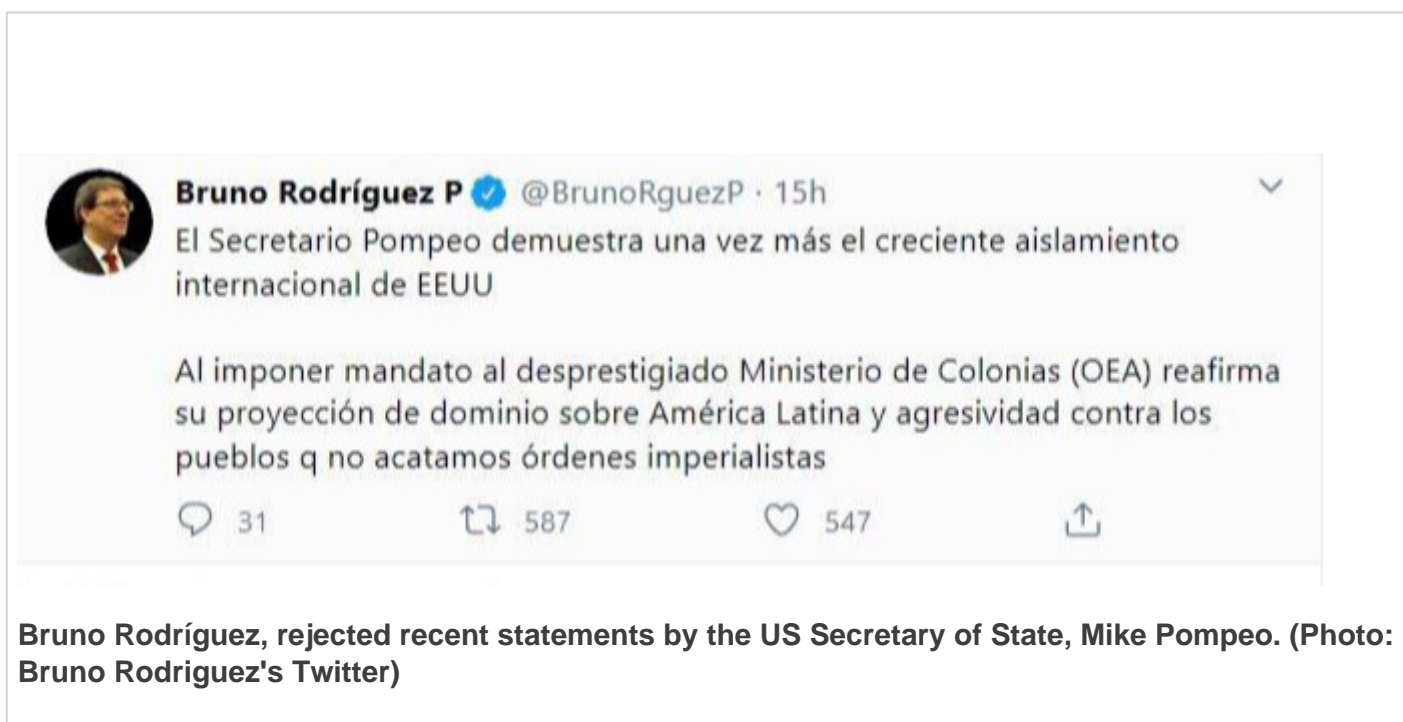 Bruno Rodríguez P @BrunoRguezP · 15h
El Secretario Pompeo demuestra una vez más el creciente aislamiento
internacional de EEUU
Al imponer mandato al desprestigiado Ministerio de Colonias (OEA) reafirma
su proyección de dominio sobre América Latina y agresividad contra los
pueblos q no acatamos órdenes imperialistas
31 587 547
Bruno Rodríguez, rejected recent statements by the US Secretary of State, Mike Pompeo. (Photo:
Bruno Rodriguez's Twitter)